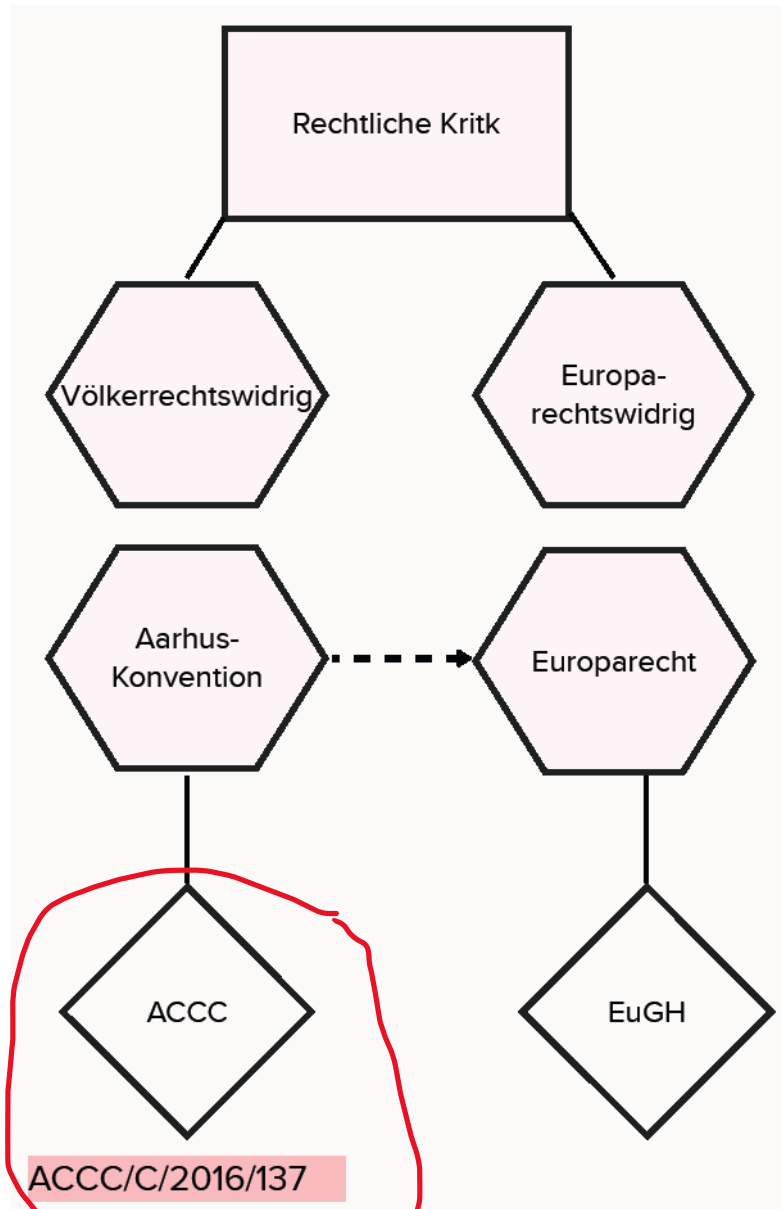 Rechtliche Kritk
Völkerrechtswidrig
Europa-
rechtswidrig
Aarhus-
Konvention
Europarecht
ACCC
EuGH
ACCC/C/2016/137